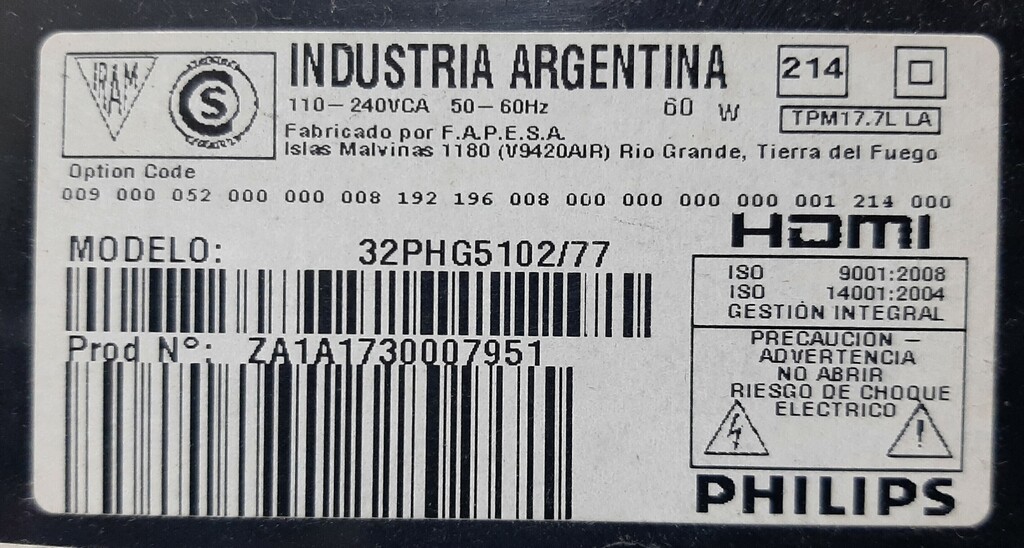 IRAM
S
INDUSTRIA ARGENTINA
214
110-240VCA 50-60Hz 60 W
TPM17.7L LA
Fabricado por F.A.P.E.S.A.
Islas Malvinas 1180 (V9420AIR) Rio Grande, Tierra del Fuego
Option Code
009 000 052 000 000 008 192 196 008 000 000 000 000 000 001 214 000
HDMI
MODELO: 32PHG5102/77
ISO 9001:2008
ISO 14001:2004
GESTIÓN INTEGRAL
Prod Nº: ZA1A1730007951
PRECAUCION -
ADVERTENCIA
NO ABRIR
RIESGO DE CHOQUE
ELECTRICO
PHILIPS